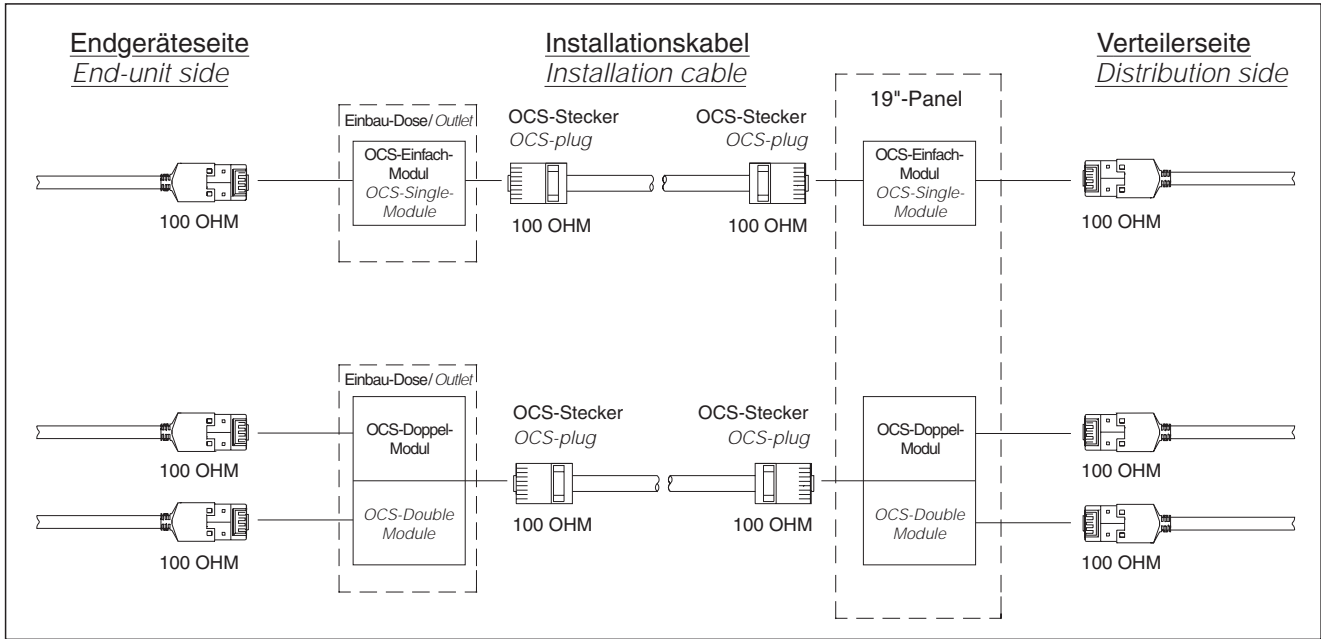 Endgeräteseite
End-unit side
Installationskabel
Installation cable
Verteilerseite
Distribution side
19"-Panel
Einbau-Dose/ Outlet
OCS-Einfach-
Modul
OCS-Single-
Module
OCS-Stecker
OCS-plug
OCS-Stecker
OCS-plug
OCS-Einfach-
Modul
OCS-Single-
Module
100 OHM
100 OHM
100 OHM
100 OHM
Einbau-Dose/ Outlet
OCS-Doppel-
Modul
OCS-Double
Module
OCS-Stecker
OCS-plug
OCS-Stecker
OCS-plug
OCS-Doppel-
Modul
OCS-Double
Module
100 OHM
100 OHM
100 OHM
100 OHM
100 OHM
100 OHM